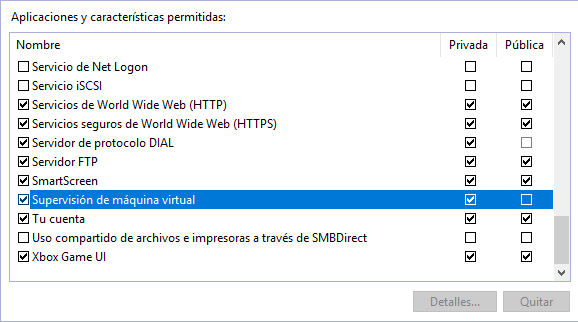 Aplicaciones y características permitidas:
Nombre Privada Pública
Servicio de Net Logon
Servicio iSCSI
Servicios de World Wide Web (HTTP)
Servicios seguros de World Wide Web (HTTPS)
Servidor de protocolo DIAL
Servidor FTP
SmartScreen
Supervisión de máquina virtual
Tu cuenta
Uso compartido de archivos e impresoras a través de SMBDirect
Xbox Game UI
Detalles... Quitar